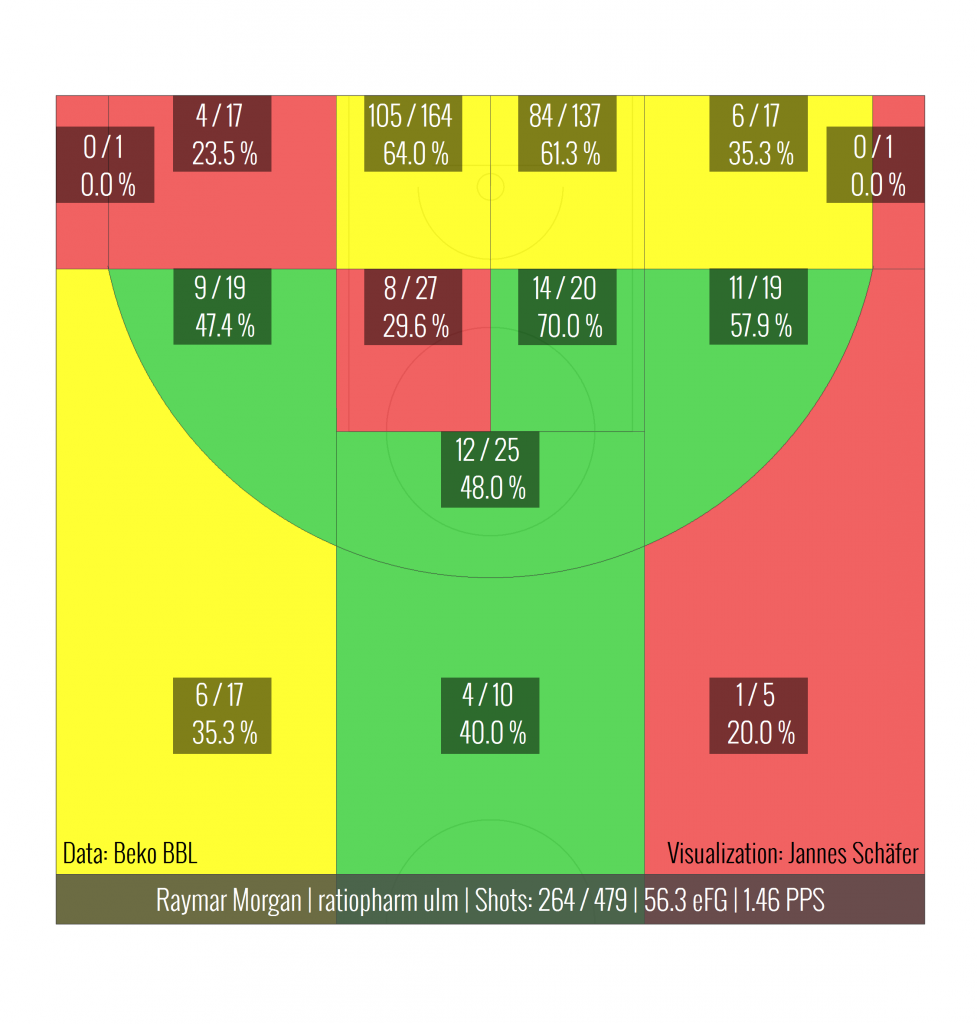 4 / 17
23.5 %
105 / 164
64.0 %
84 / 137
61.3 %
6 / 17
35.3 %
0 / 1
0.0 %
0 / 1
0.0 %
9 / 19
47.4 %
8 / 27
29.6 %
14 / 20
70.0 %
11 / 19
57.9 %
12 / 25
48.0 %
6 / 17
35.3 %
4 / 10
40.0 %
1 / 5
20.0 %
Data: Beko BBL
Visualization: Jannes Schäfer
Raymar Morgan | ratiopharm ulm | Shots: 264 / 479 | 56.3 eFG | 1.46 PPS